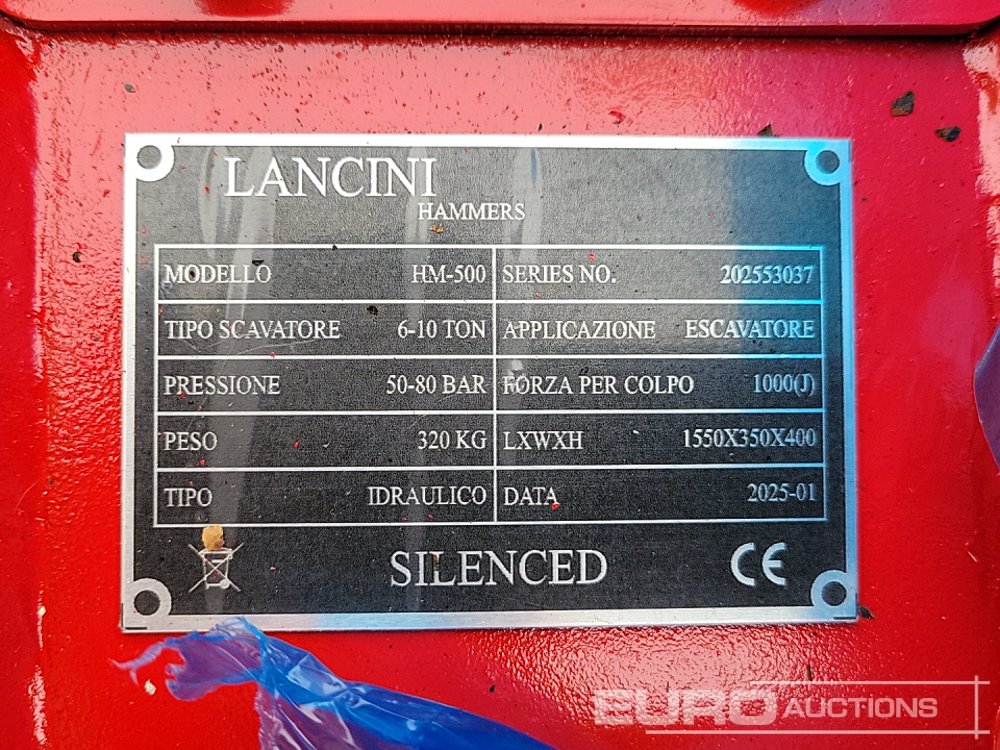 LANCINI
HAMMERS
MODELLO HM-500 SERIES NO. 202553037
TIPO SCAVATORE 6-10 TON APPLICAZIONE ESCAVATORE
PRESSIONE 50-80 BAR FORZA PER COLPO 1000(J)
PESO 320 KG LXWXH 1550X350X400
TIPO IDRAULICO DATA 2025-01
SILENCED CE
EURO AUCTIONS